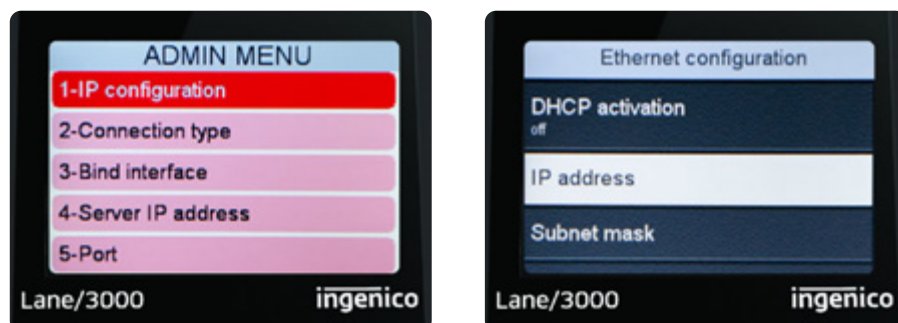 ADMIN MENU
1-IP configuration
2-Connection type
3-Bind interface
4-Server IP address
5-Port
Lane/3000 ingenico
Ethernet configuration
DHCP activation
off
IP address
Subnet mask
Lane/3000 ingenico